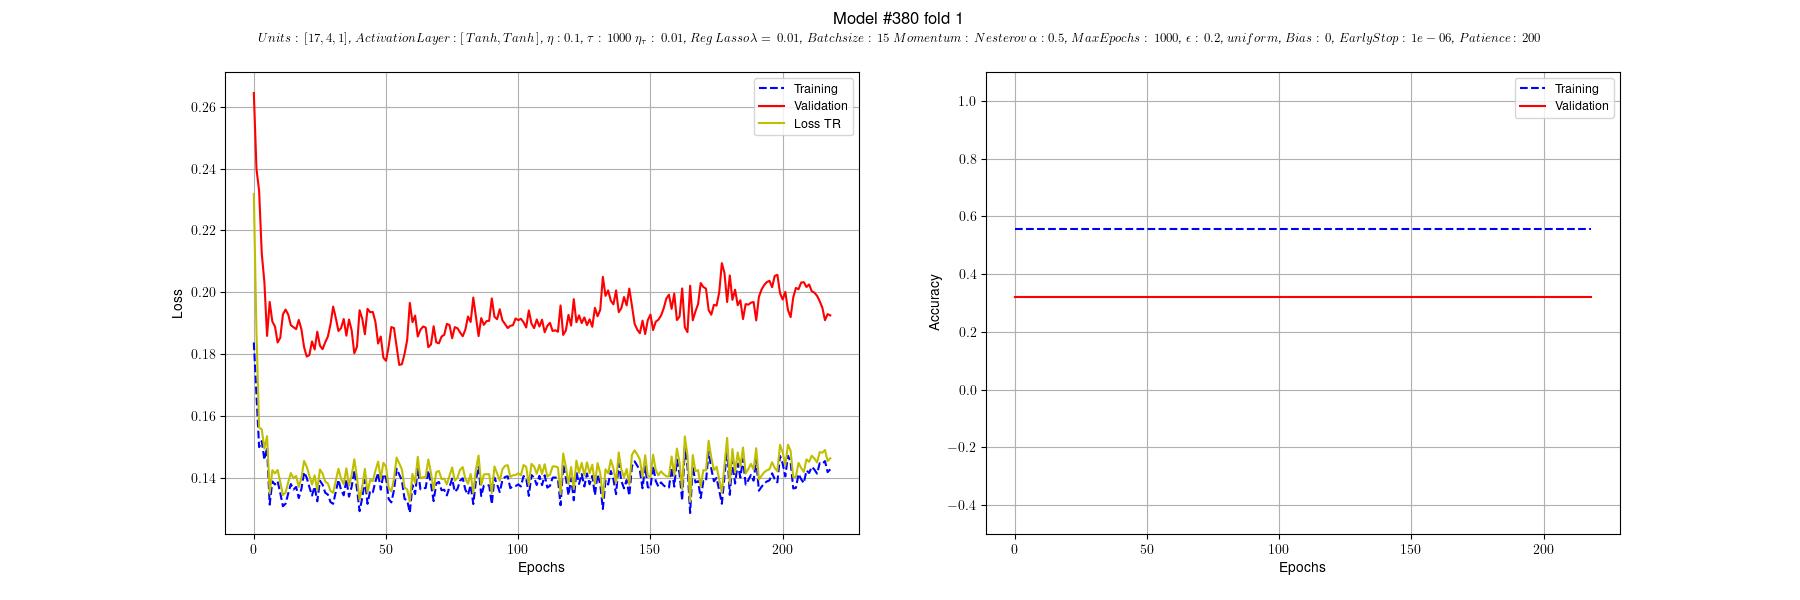 Model #380 fold 1
Units : [17, 4, 1], ActivationLayer : [Tanh, Tanh], η : 0.1, τ : 1000 ητ : 0.01, Reg Lassoλ = 0.01, Batchsize : 15 Momentum : Nesterov α : 0.5, MaxEpochs : 1000, ϵ : 0.2, uniform, Bias : 0, EarlyStop : 1e − 06, Patience : 200
Training
Validation
Loss TR
0.26
0.24
0.22
0.20
0.18
0.16
0.14
Loss
0
50
100
150
200
Epochs
Training
Validation
1.0
0.8
0.6
0.4
0.2
0.0
−0.2
−0.4
Accuracy
0
50
100
150
200
Epochs